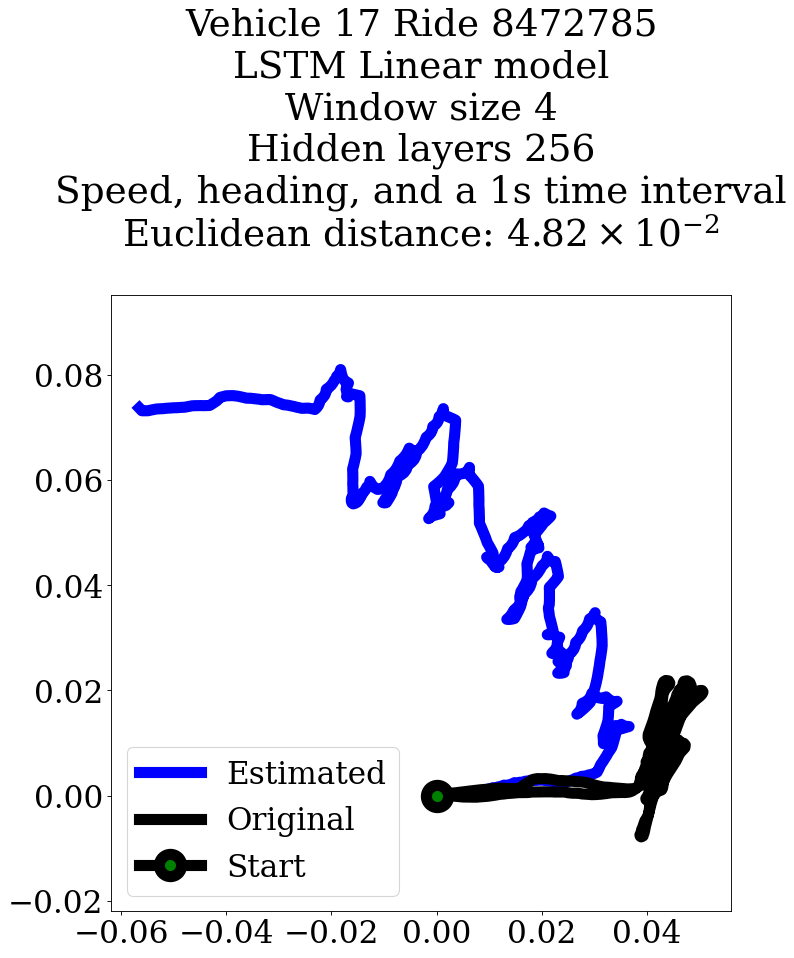 Vehicle 17 Ride 8472785
LSTM Linear model
Window size 4
Hidden layers 256
Speed, heading, and a 1s time interval
Euclidean distance: 4.82 × 10⁻²
0.08
0.06
0.04
0.02
0.00
−0.02
Estimated
Original
Start
−0.06 −0.04 −0.02 0.00 0.02 0.04